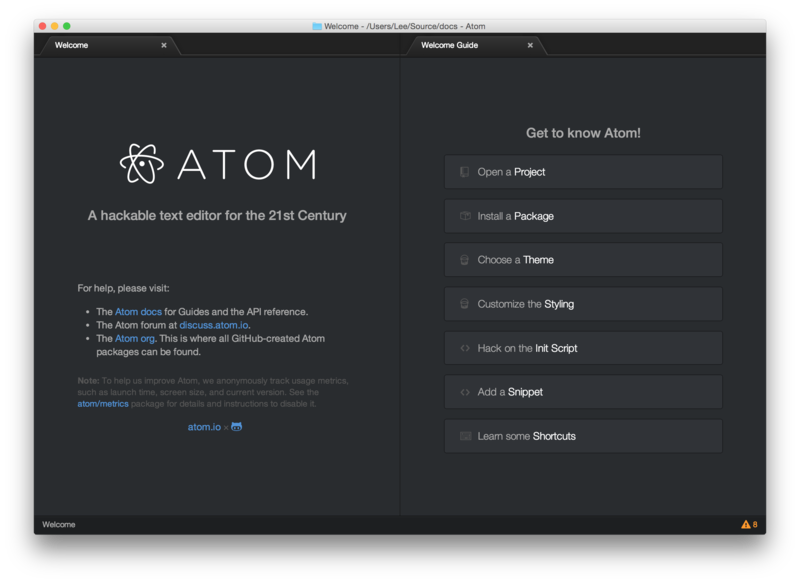 Welcome - /Users/Lee/Source/docs - Atom
Welcome
Welcome Guide
ATOM
A hackable text editor for the 21st Century
For help, please visit:
• The Atom docs for Guides and the API reference.
• The Atom forum at discuss.atom.io.
• The Atom org. This is where all GitHub-created Atom
packages can be found.
Note: To help us improve Atom, we anonymously track usage metrics,
such as launch time, screen size, and current version. See the
atom/metrics package for details and instructions to disable it.
atom.io ×
Get to know Atom!
Open a Project
Install a Package
Choose a Theme
Customize the Styling
Hack on the Init Script
Add a Snippet
Learn some Shortcuts
Welcome
8